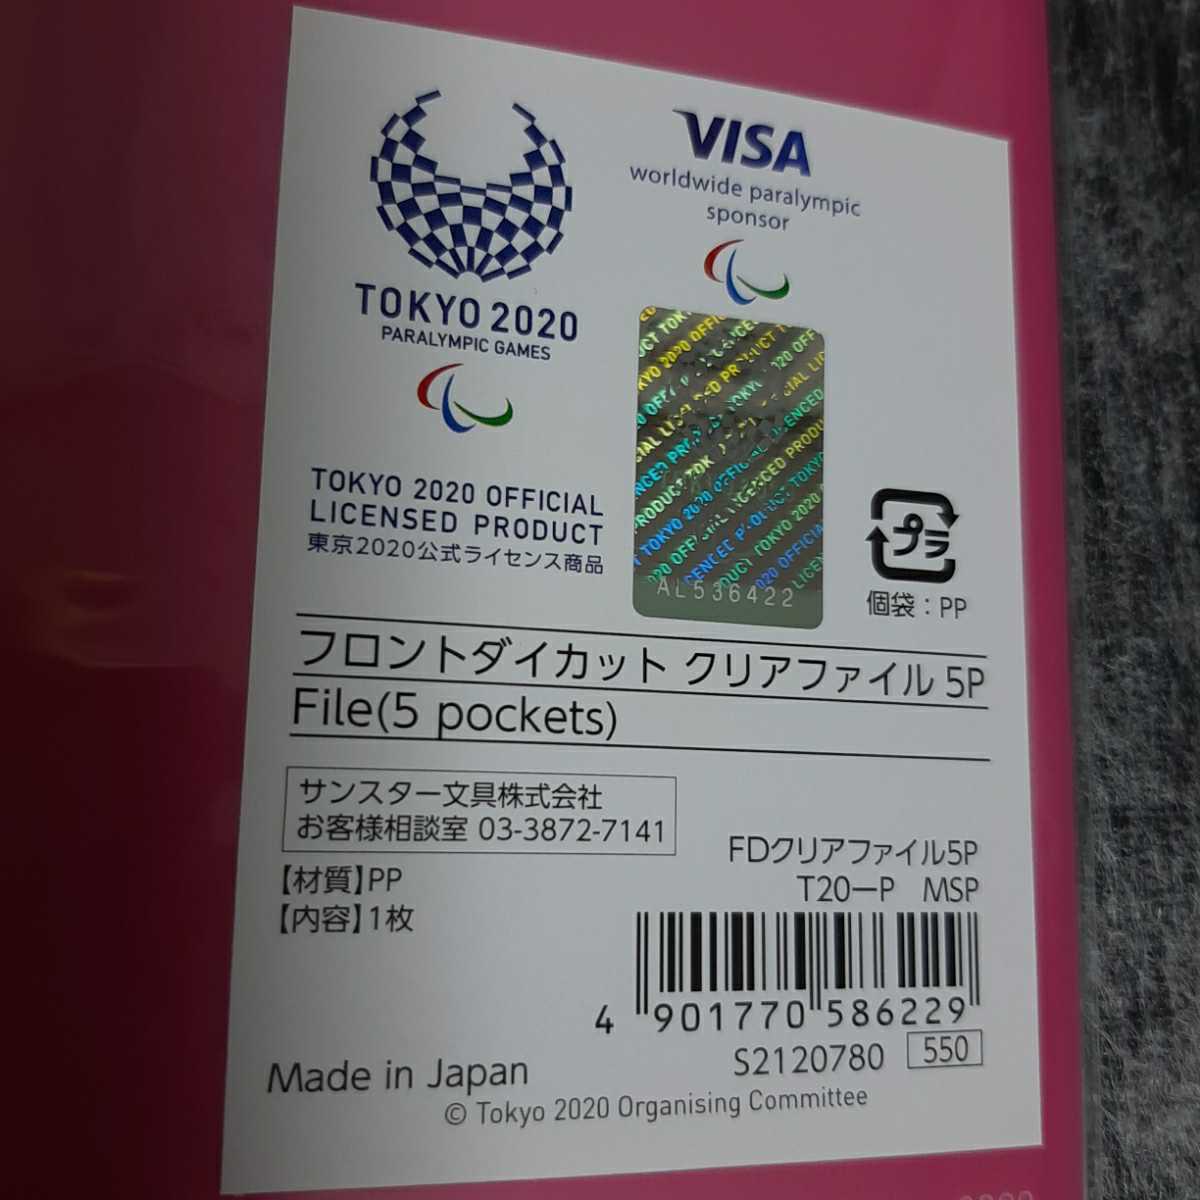 TOKYO 2020
PARALYMPIC GAMES
TOKYO 2020 OFFICIAL
LICENSED PRODUCT
東京2020公式ライセンス商品
VISA
worldwide paralympic
sponsor
AL536422
プラ
個袋：PP
フロントダイカット クリアファイル 5P
File(5 pockets)
サンスター文具株式会社
お客様相談室 03-3872-7141
【材質】PP
【内容】1枚
FDクリアファイル5P
T20ーP MSP
4 901770 586229
S2120780 550
Made in Japan
© Tokyo 2020 Organising Committee